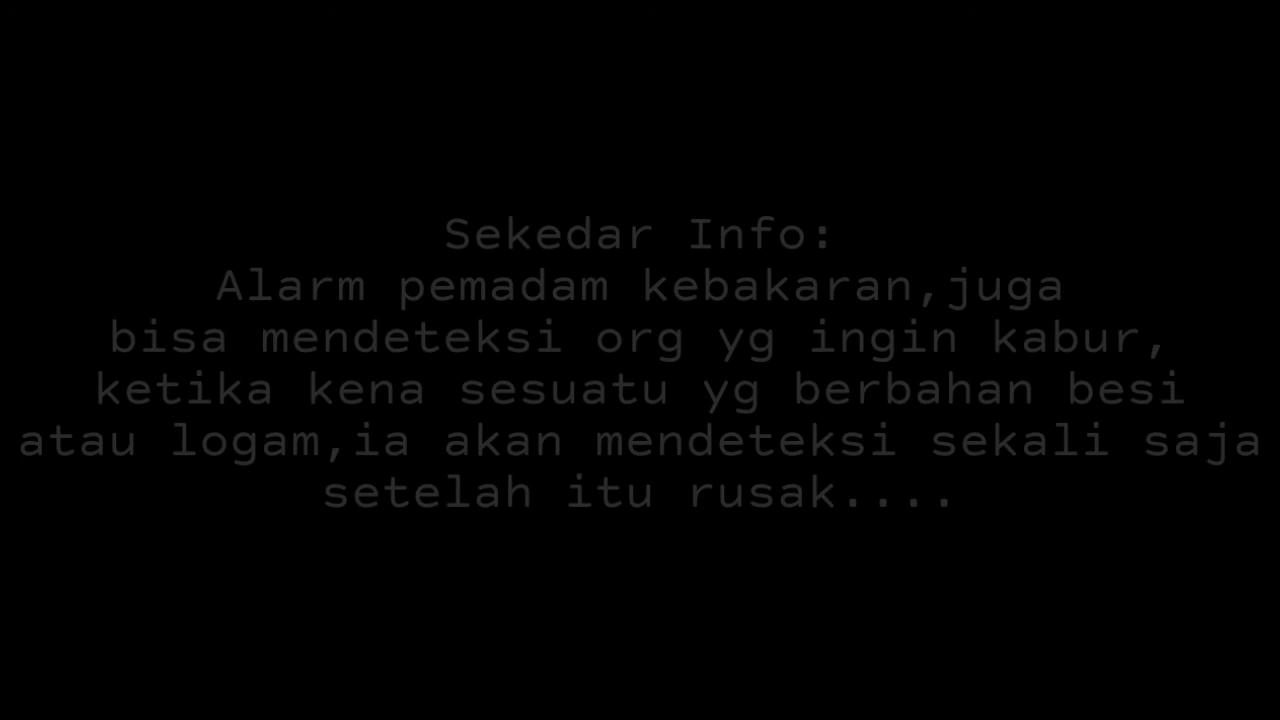 Sekedar Info:
Alarm pemadam kebakaran,juga
bisa mendeteksi org yg ingin kabur,
ketika kena sesuatu yg berbahan besi
atau logam,ia akan mendeteksi sekali saja
setelah itu rusak....